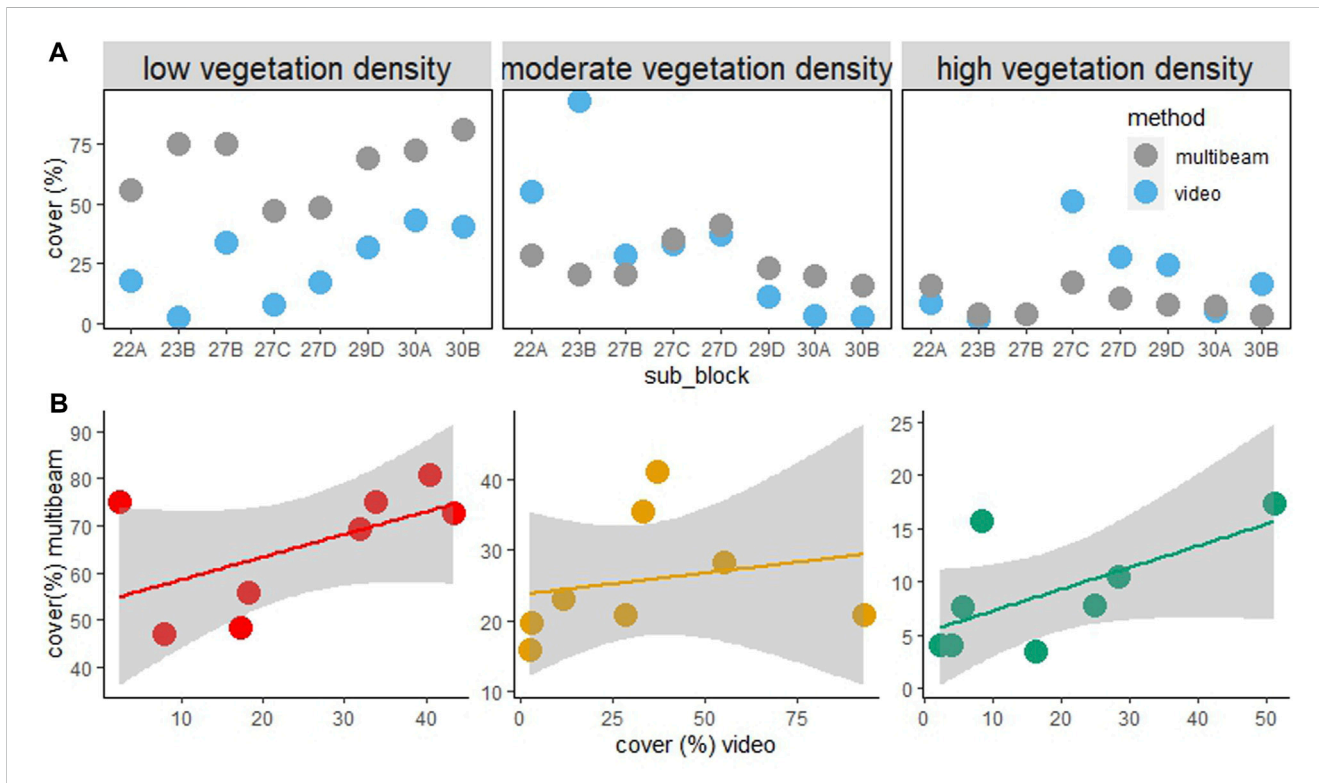 A
low vegetation density moderate vegetation density high vegetation density
cover (%)
75
50
25
0
method
multibeam
video
22A 23B 27B 27C 27D 29D 30A 30B 22A 23B 27B 27C 27D 29D 30A 30B 22A 23B 27B 27C 27D 29D 30A 30B
sub_block
B
cover(%) multibeam
90
80
70
60
50
40
10 20 30 40
40
30
20
10
0 25 50 75
25
20
15
10
5
0
0 10 20 30 40 50
cover (%) video